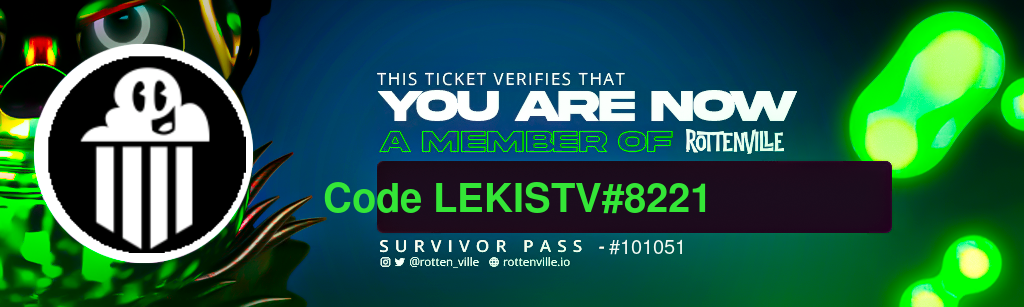 THIS TICKET VERIFIES THAT
YOU ARE NOW
A MEMBER OF ROTTENVILLE
Code LEKISTV#8221
SURVIVOR PASS - #101051
@rotten_ville rottenville.io